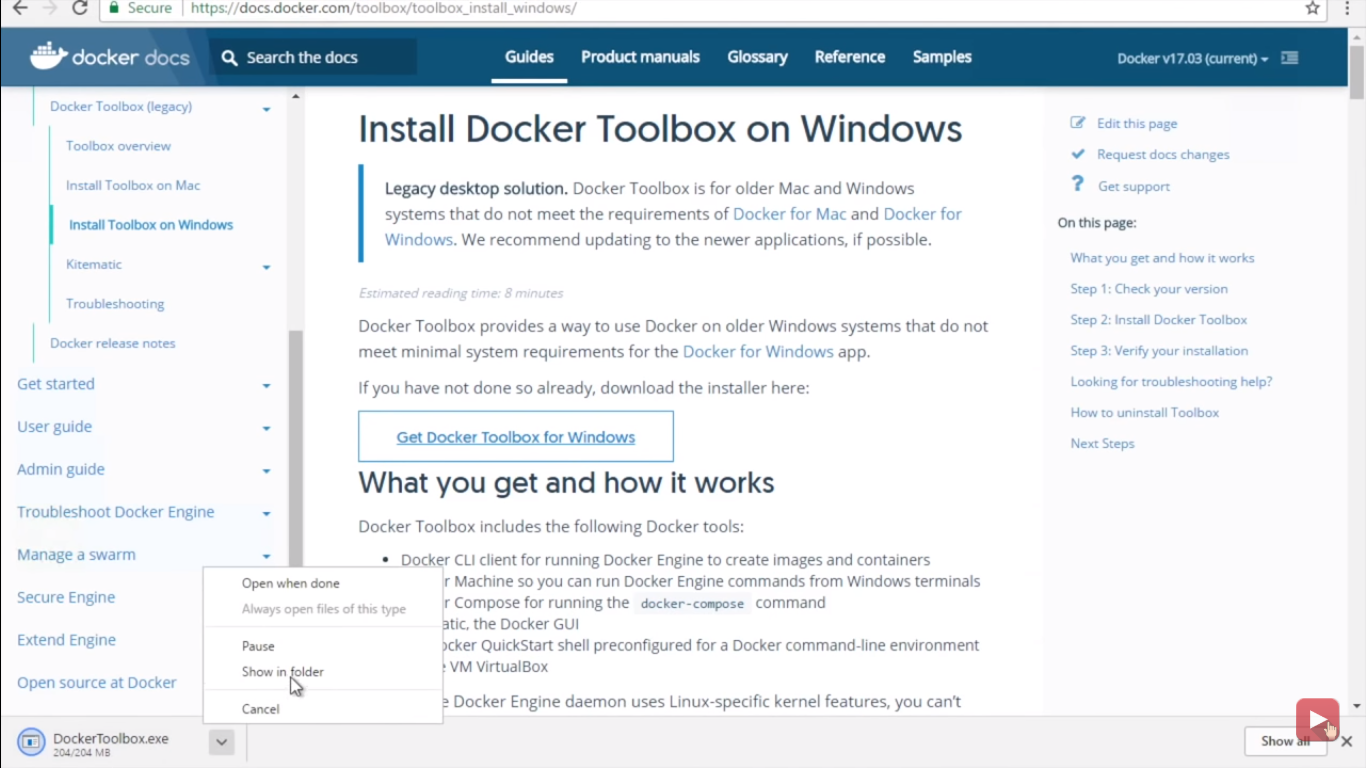 Secure https://docs.docker.com/toolbox/toolbox_install_windows/
docker docs
Search the docs
Guides
Product manuals
Glossary
Reference
Samples
Docker v17.03 (current)
Docker Toolbox (legacy)
Toolbox overview
Install Toolbox on Mac
Install Toolbox on Windows
Kitematic
Troubleshooting
Docker release notes
Get started
User guide
Admin guide
Troubleshoot Docker Engine
Manage a swarm
Secure Engine
Extend Engine
Open source at Docker
Install Docker Toolbox on Windows
Legacy desktop solution. Docker Toolbox is for older Mac and Windows
systems that do not meet the requirements of Docker for Mac and Docker for
Windows. We recommend updating to the newer applications, if possible.
Estimated reading time: 8 minutes
Docker Toolbox provides a way to use Docker on older Windows systems that do not
meet minimal system requirements for the Docker for Windows app.
If you have not done so already, download the installer here:
Get Docker Toolbox for Windows
What you get and how it works
Docker Toolbox includes the following Docker tools:
• Docker CLI client for running Docker Engine to create images and containers
Machine so you can run Docker Engine commands from Windows terminals
Compose for running the docker-compose command
the Docker GUI
QuickStart shell preconfigured for a Docker command-line environment
VM VirtualBox
Docker Engine daemon uses Linux-specific kernel features, you can't
Edit this page
Request docs changes
Get support
On this page:
What you get and how it works
Step 1: Check your version
Step 2: Install Docker Toolbox
Step 3: Verify your installation
Looking for troubleshooting help?
How to uninstall Toolbox
Next Steps
Open when done
Always open files of this type
Pause
Show in folder
Cancel
DockerToolbox.exe
204/204 MB
Show all